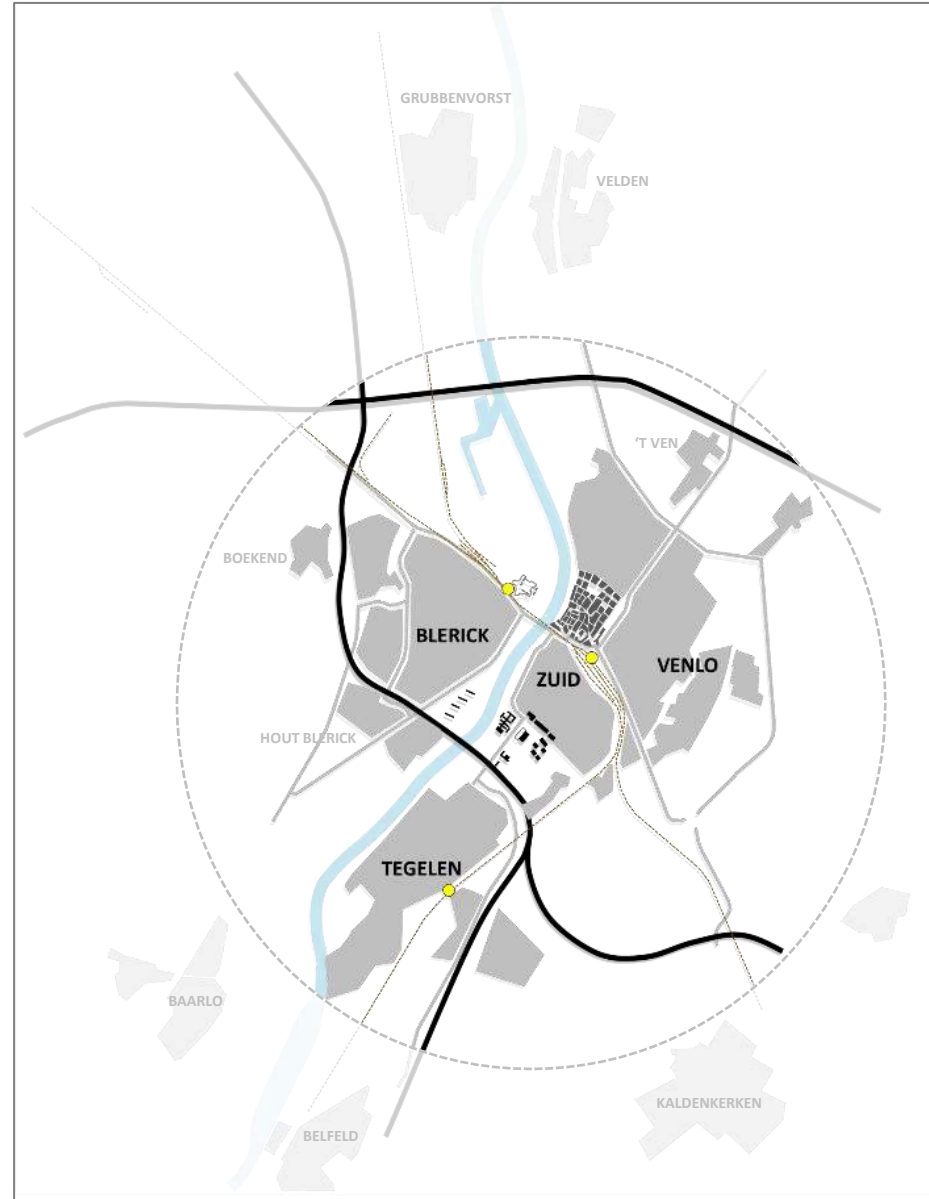 GRUBBENVORST
VELDEN
‘T VEN
BOEKEND
BLERICK
ZUID
VENLO
HOUT BLERICK
TEGELEN
BAARLO
KALDENKERKEN
BELFELD